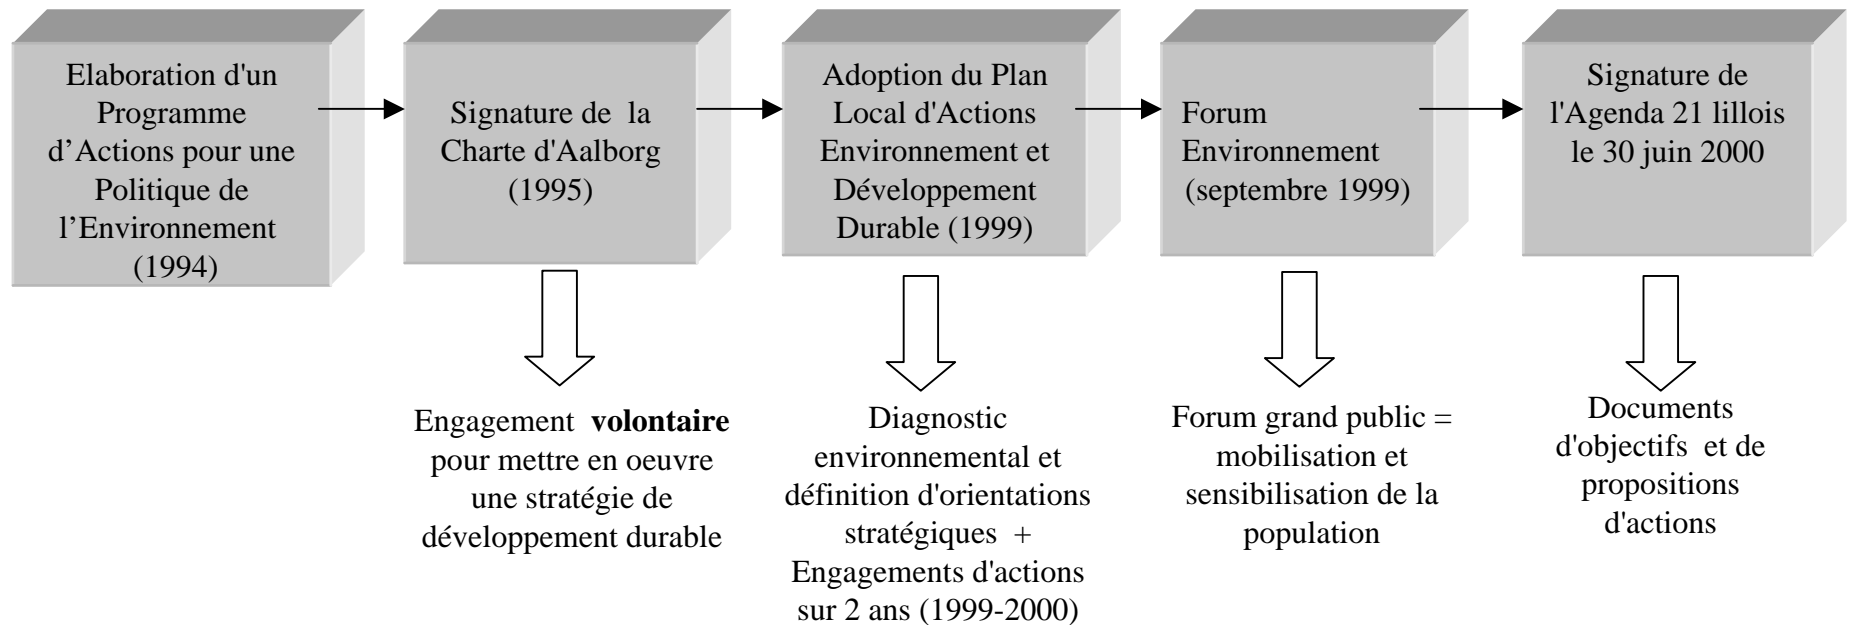 Elaboration d'un
Programme
d’Actions pour une
Politique de
l’Environnement
(1994)
Signature de la
Charte d'Aalborg
(1995)
Adoption du Plan
Local d'Actions
Environnement et
Développement
Durable (1999)
Forum
Environnement
(septembre 1999)
Signature de
l'Agenda 21 lillois
le 30 juin 2000
Engagement volontaire
pour mettre en oeuvre
une stratégie de
développement durable
Diagnostic
environnemental et
définition d'orientations
stratégiques +
Engagements d'actions
sur 2 ans (1999-2000)
Forum grand public =
mobilisation et
sensibilisation de la
population
Documents
d'objectifs et de
propositions
d'actions